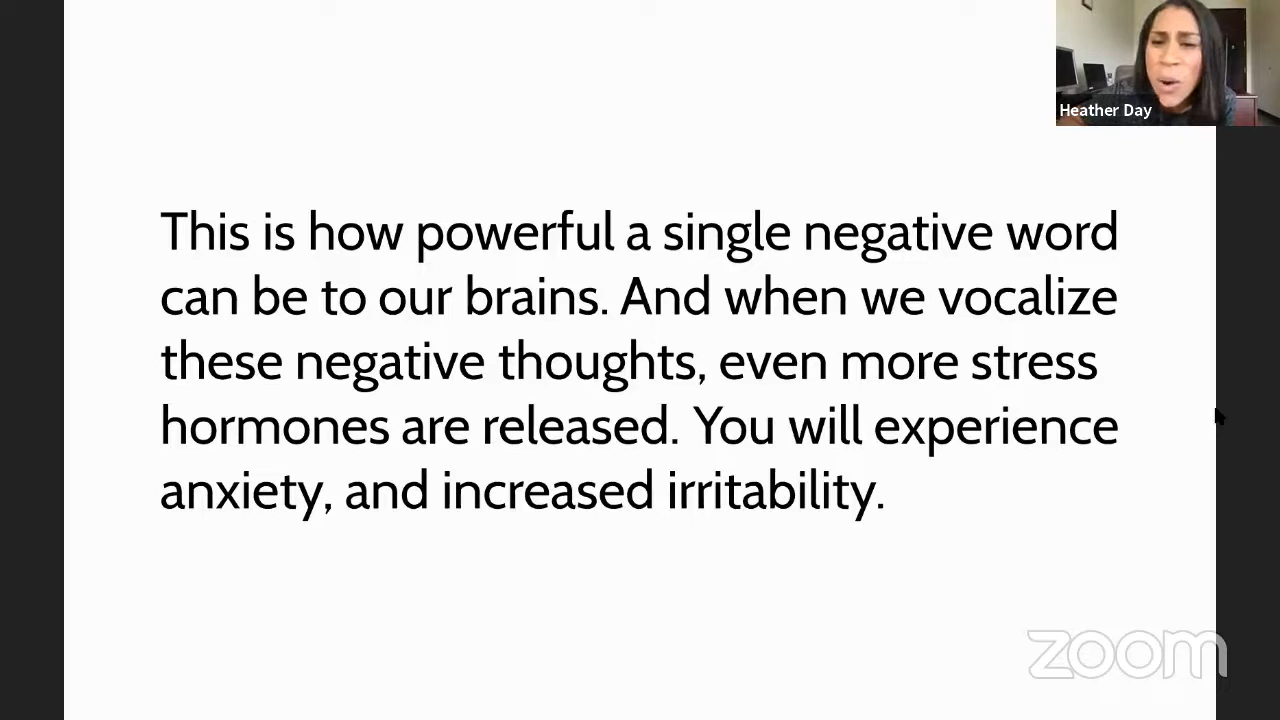 Heather Day
This is how powerful a single negative word
can be to our brains. And when we vocalize
these negative thoughts, even more stress
hormones are released. You will experience
anxiety, and increased irritability.
zoom